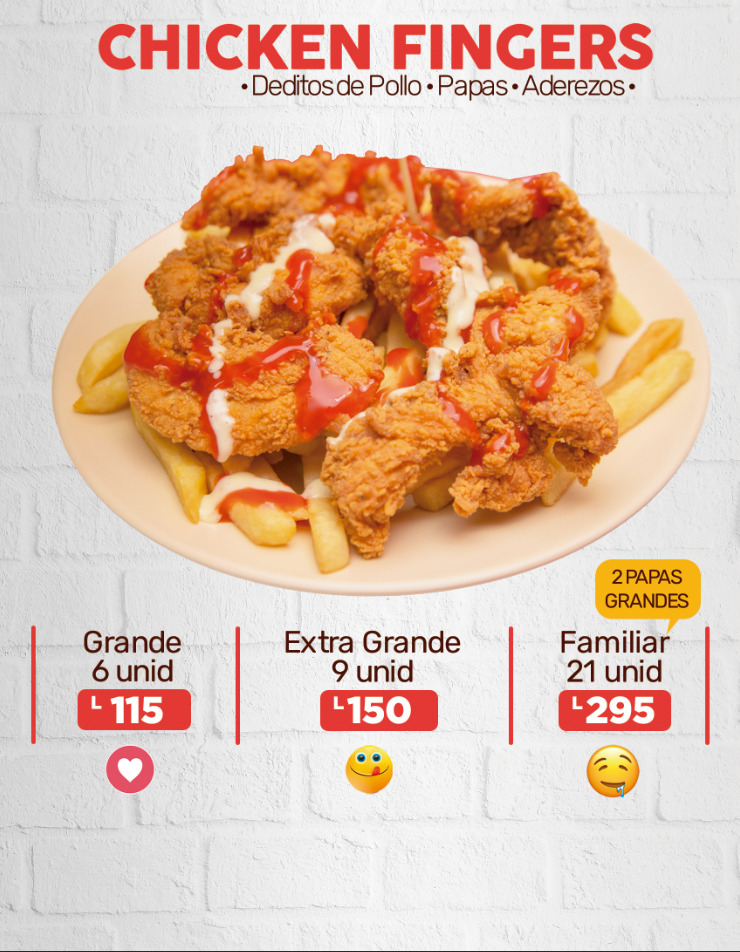 CHICKEN FINGERS
• Deditos de Pollo • Papas • Aderezos •
2 PAPAS
GRANDES
Grande
6 unid
L 115
Extra Grande
9 unid
L 150
Familiar
21 unid
L 295